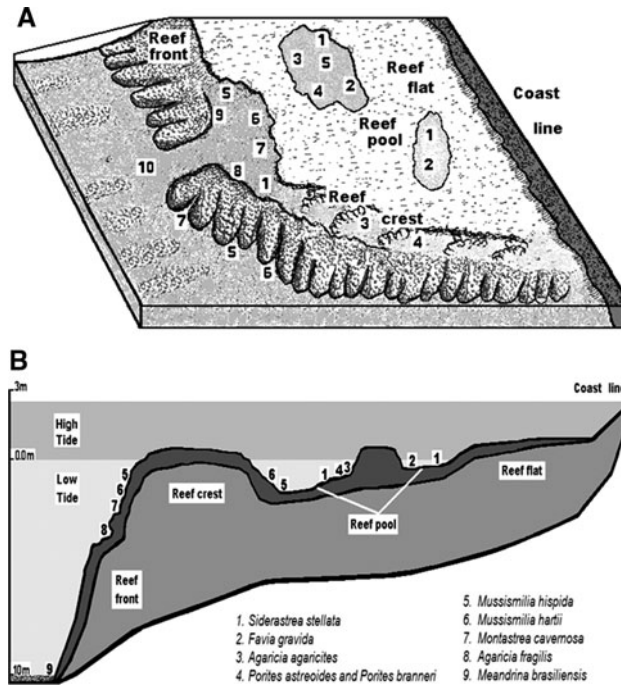 A
Reef
front
1
3
5
2
4
Reef
flat
Coast
line
5
9
6
7
Reef
pool
1
2
10
8
1
Reef
crest
3
4
7
5
6
B
3m
Coast line
High
Tide
0.0m
Low
Tide
5
6
7
8
Reef crest
6
5
1
4
3
2
1
Reef flat
Reef pool
Reef
front
10m
9
1. Siderastrea stellata
2. Favia gravida
3. Agaricia agaricites
4. Porites astreoides and Porites branneri
5. Mussismilia hispida
6. Mussismilia hartii
7. Montastrea cavernosa
8. Agaricia fragilis
9. Meandrina brasiliensis